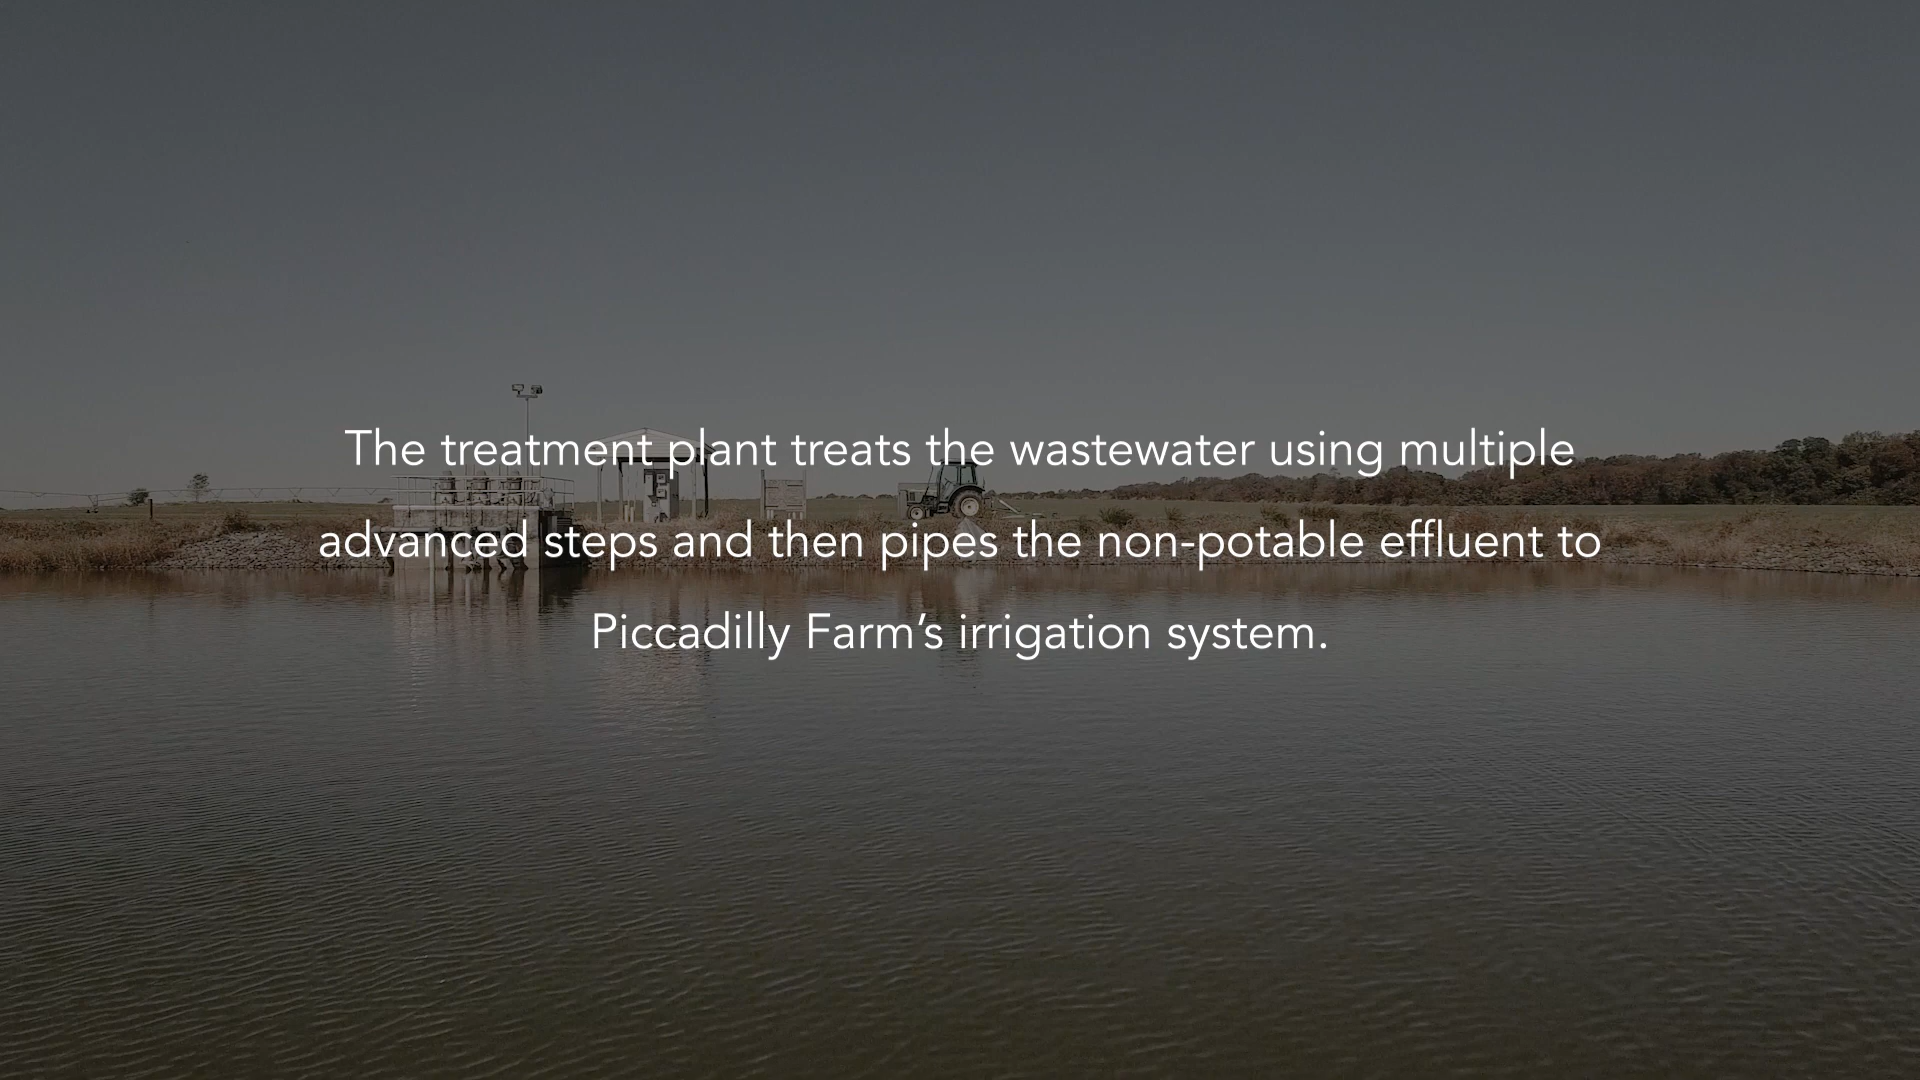 The treatment plant treats the wastewater using multiple
advanced steps and then pipes the non-potable effluent to
Piccadilly Farm’s irrigation system.